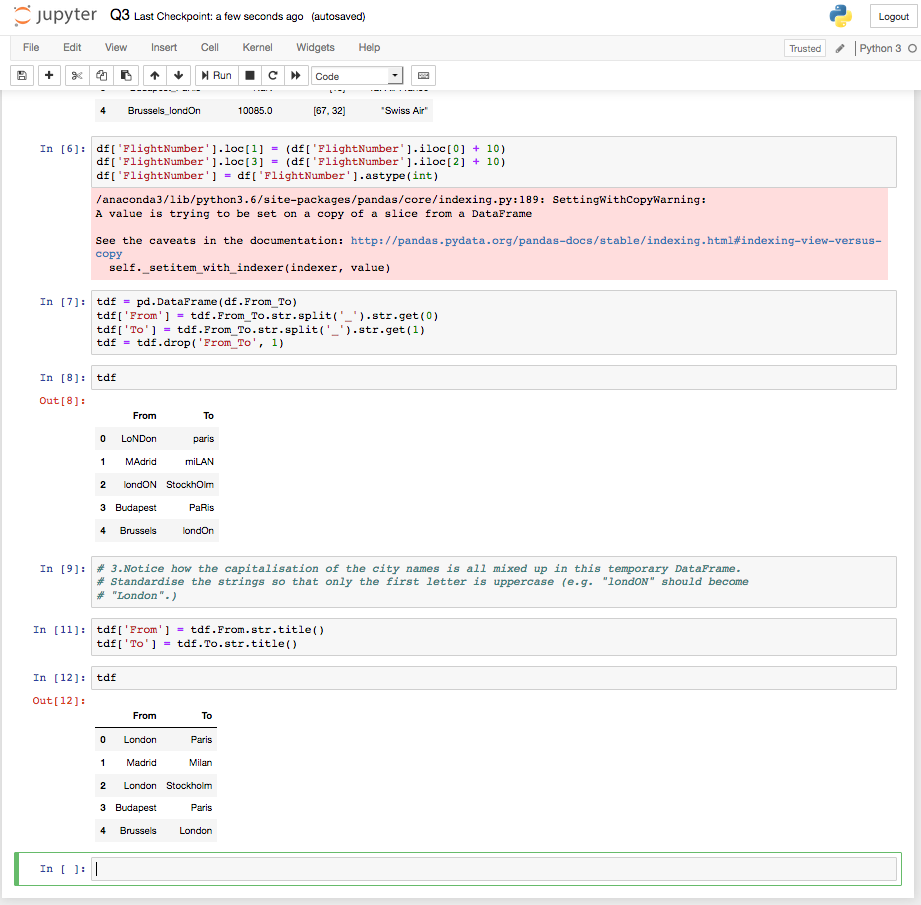 jupyter Q3 Last Checkpoint: a few seconds ago (autosaved)
Logout
File Edit View Insert Cell Kernel Widgets Help
Trusted Python 3
Run Code
4 Brussels_londOn 10085.0 [67, 32] "Swiss Air"
In [6]: df['FlightNumber'].loc[1] = (df['FlightNumber'].iloc[0] + 10)
df['FlightNumber'].loc[3] = (df['FlightNumber'].iloc[2] + 10)
df['FlightNumber'] = df['FlightNumber'].astype(int)
/anaconda3/lib/python3.6/site-packages/pandas/core/indexing.py:189: SettingWithCopyWarning:
A value is trying to be set on a copy of a slice from a DataFrame
See the caveats in the documentation: http://pandas.pydata.org/pandas-docs/stable/indexing.html#indexing-view-versus-
copy
self._setitem_with_indexer(indexer, value)
In [7]: tdf = pd.DataFrame(df.From_To)
tdf['From'] = tdf.From_To.str.split('_').str.get(0)
tdf['To'] = tdf.From_To.str.split('_').str.get(1)
tdf = tdf.drop('From_To', 1)
In [8]: tdf
Out[8]:
From To
0 LoNDon paris
1 MAdrid miLAN
2 londON StockhOlm
3 Budapest PaRis
4 Brussels londOn
In [9]: # 3.Notice how the capitalisation of the city names is all mixed up in this temporary DataFrame.
# Standardise the strings so that only the first letter is uppercase (e.g. "londON" should become
# "London".)
In [11]: tdf['From'] = tdf.From.str.title()
tdf['To'] = tdf.To.str.title()
In [12]: tdf
Out[12]:
From To
0 London Paris
1 Madrid Milan
2 London Stockholm
3 Budapest Paris
4 Brussels London
In [ ]: